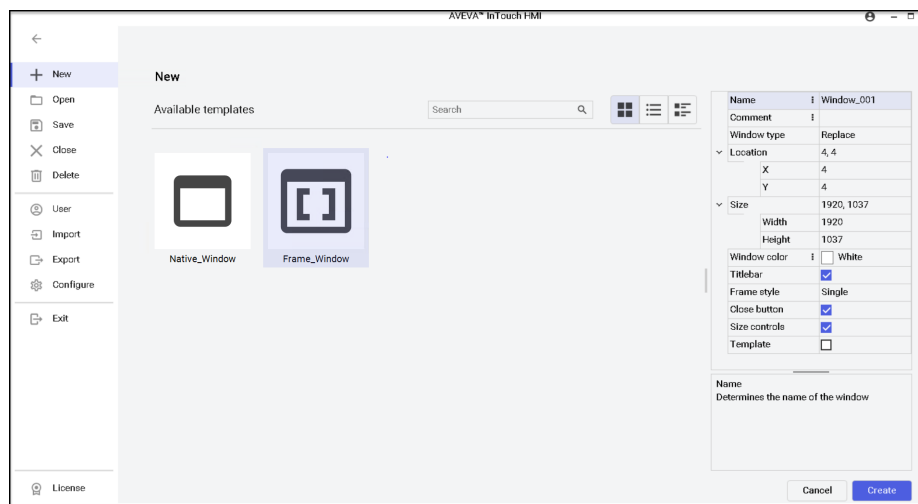 AVEVA™ InTouch HMI
New
Open
Save
Close
Delete
User
Import
Export
Configure
Exit
License
New
Available templates
Search
Native_Window
Frame_Window
Name Window_001
Comment
Window type Replace
Location 4, 4
X 4
Y 4
Size 1920, 1037
Width 1920
Height 1037
Window color White
Titlebar
Frame style Single
Close button
Size controls
Template
Name
Determines the name of the window
Cancel Create